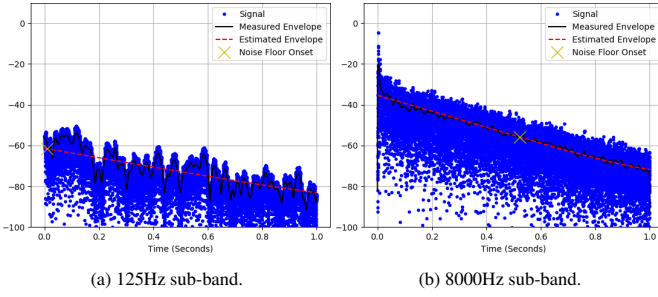 Signal
Measured Envelope
Estimated Envelope
Noise Floor Onset
0
−20
−40
−60
−80
−100
0.0 0.2 0.4 0.6 0.8 1.0
Time (Seconds)
(a) 125Hz sub-band.
Signal
Measured Envelope
Estimated Envelope
Noise Floor Onset
0
−20
−40
−60
−80
−100
0.0 0.2 0.4 0.6 0.8 1.0
Time (Seconds)
(b) 8000Hz sub-band.